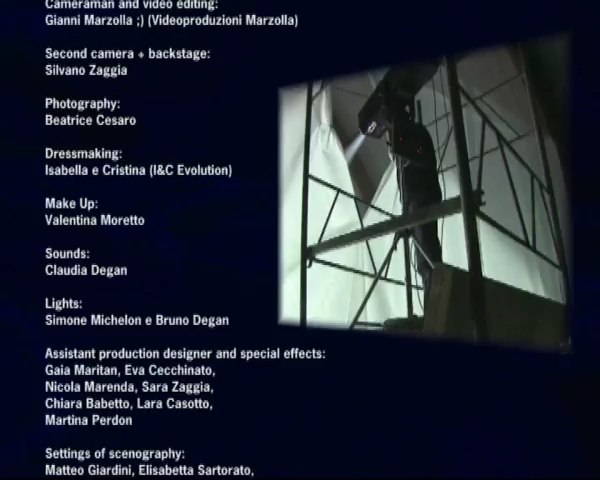 Cameraman and video editing:
Gianni Marzolla ;) (Videoproduzioni Marzolla)
Second camera + backstage:
Silvano Zaggia
Photography:
Beatrice Cesaro
Dressmaking:
Isabella e Cristina (I&C Evolution)
Make Up:
Valentina Moretto
Sounds:
Claudia Degan
Lights:
Simone Michelon e Bruno Degan
Assistant production designer and special effects:
Gaia Maritan, Eva Cecchinato,
Nicola Marenda, Sara Zaggia,
Chiara Babetto, Lara Casotto,
Martina Perdon
Settings of scenography:
Matteo Giardini, Elisabetta Sartorato,